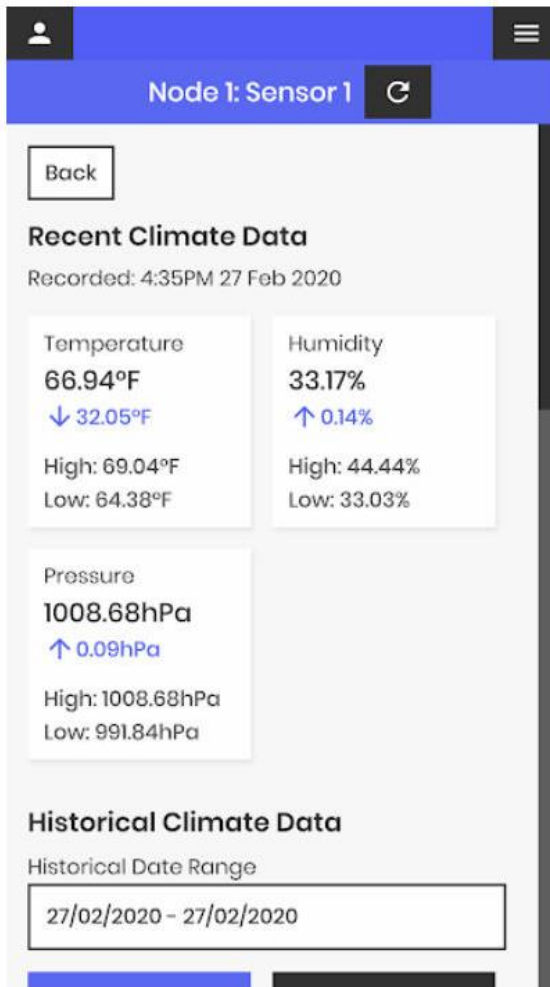 Node 1: Sensor 1
Back
Recent Climate Data
Recorded: 4:35PM 27 Feb 2020
Temperature
66.94°F
↓ 32.05°F
High: 69.04°F
Low: 64.38°F
Humidity
33.17%
↑ 0.14%
High: 44.44%
Low: 33.03%
Pressure
1008.68hPa
↑ 0.09hPa
High: 1008.68hPa
Low: 991.84hPa
Historical Climate Data
Historical Date Range
27/02/2020 - 27/02/2020